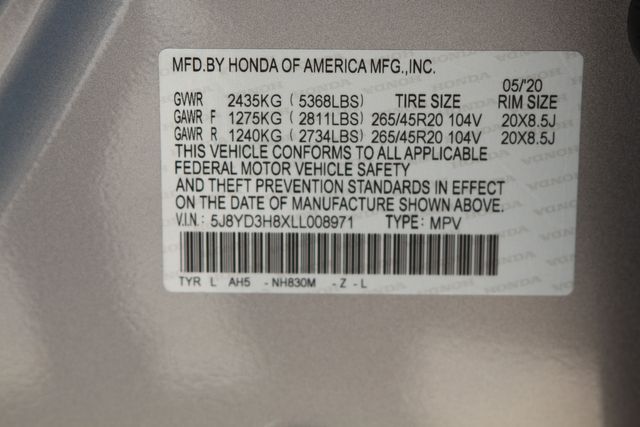 MFD.BY HONDA OF AMERICA MFG.,INC.
05/'20
GVWR 2435KG (5368LBS) TIRE SIZE RIM SIZE
GAWR F 1275KG (2811LBS) 265/45R20 104V 20X8.5J
GAWR R 1240KG (2734LBS) 265/45R20 104V 20X8.5J
THIS VEHICLE CONFORMS TO ALL APPLICABLE
FEDERAL MOTOR VEHICLE SAFETY
AND THEFT PREVENTION STANDARDS IN EFFECT
ON THE DATE OF MANUFACTURE SHOWN ABOVE.
V.I.N.: 5J8YD3H8XLL008971 TYPE: MPV
TYR L AH5 - NH830M - Z - L